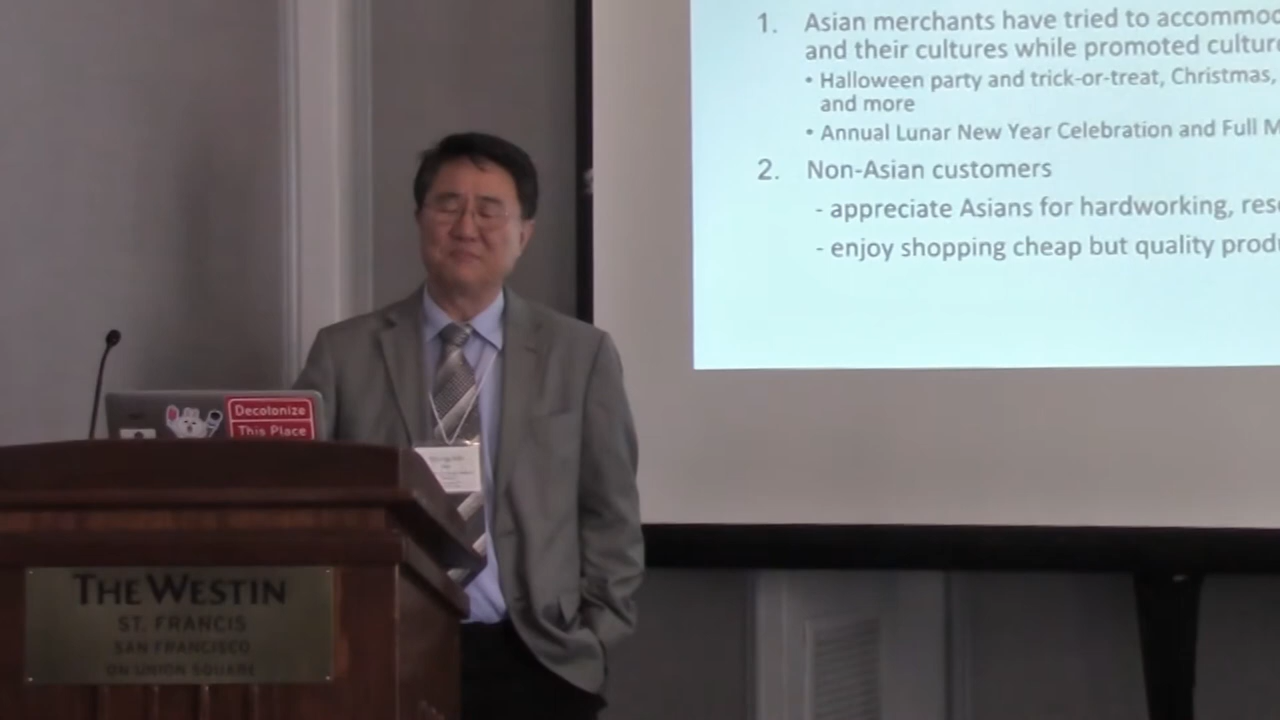 1. Asian merchants have tried to accommod
and their cultures while promoted culture
• Halloween party and trick-or-treat, Christmas,
and more
• Annual Lunar New Year Celebration and Full M
2. Non-Asian customers
- appreciate Asians for hardworking, res
- enjoy shopping cheap but quality produ
Decolonize
This Place
THE WESTIN
ST. FRANCIS
SAN FRANCISCO
ON UNION SQUARE